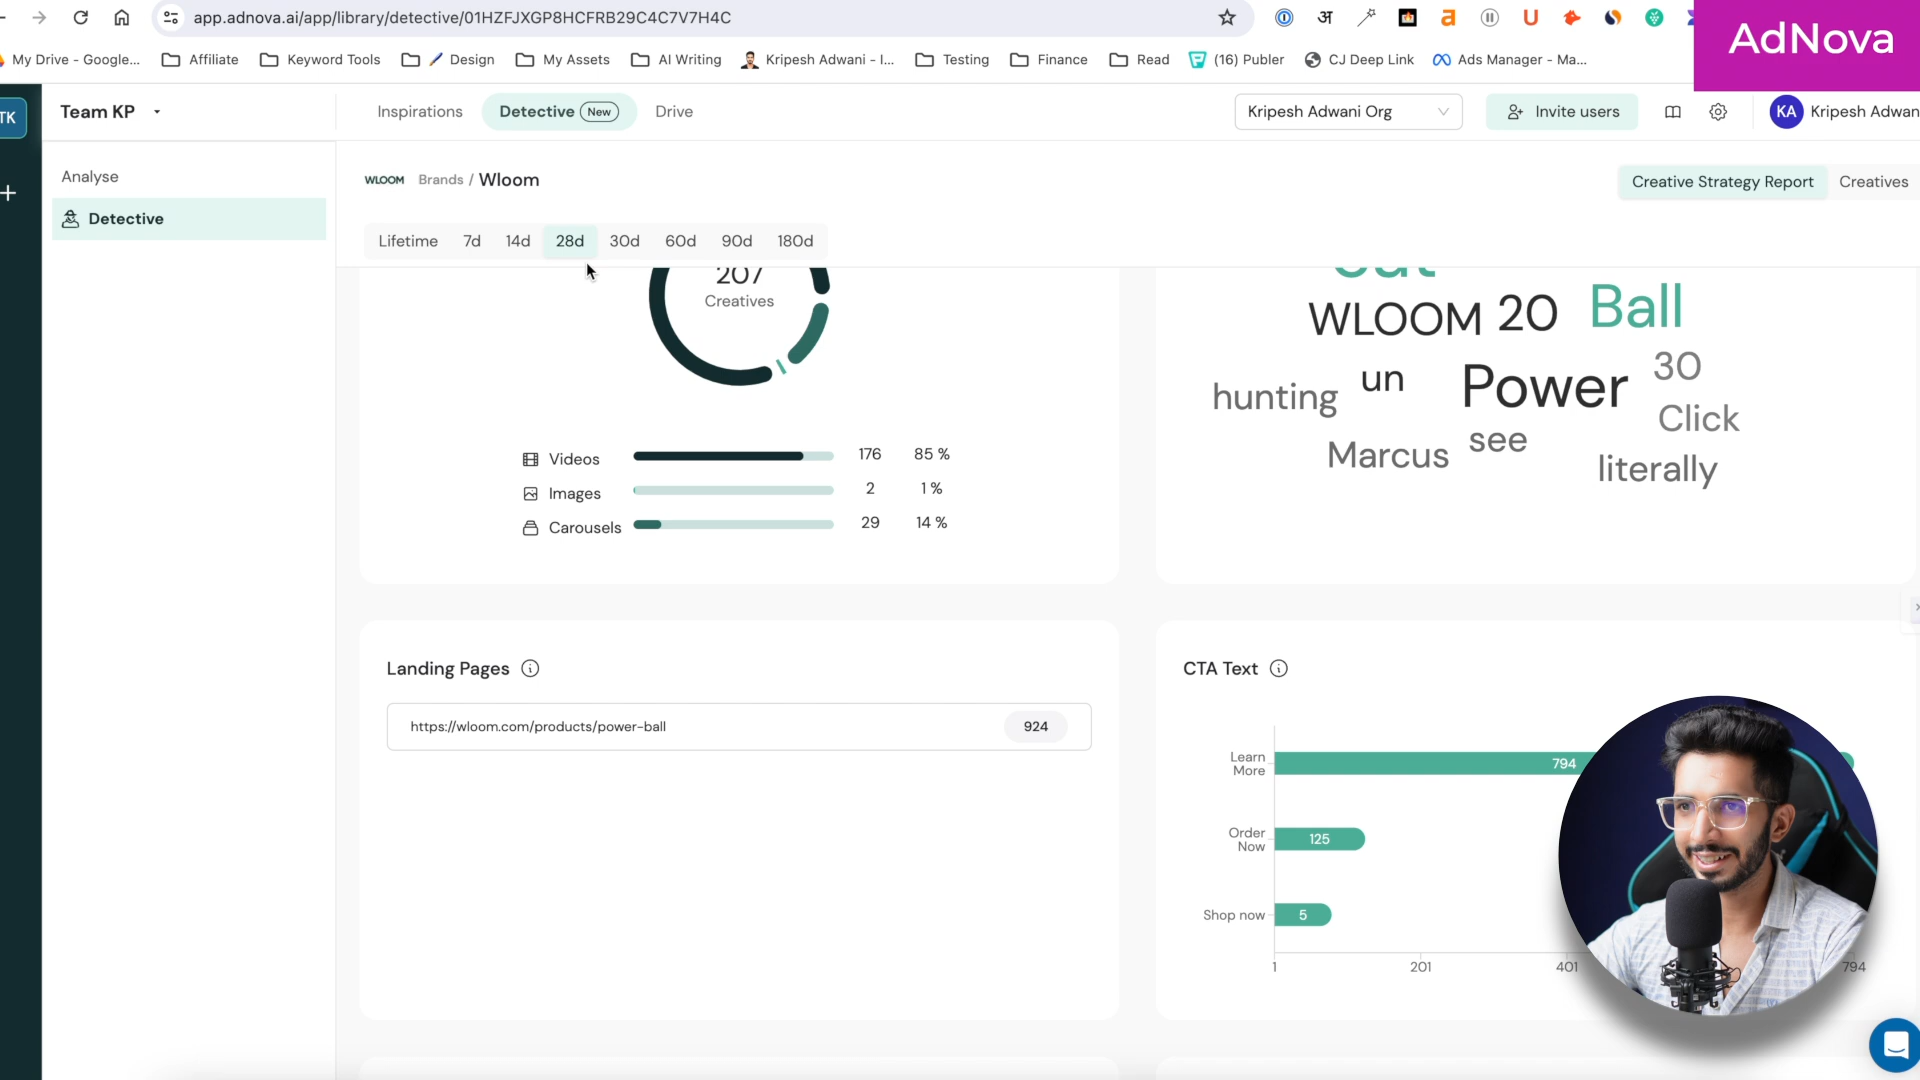 app.adnova.ai/app/library/detective/01HZFJXGP8HCFRB29C4C7V7H4C
AdNova
My Drive - Google...
Affiliate
Keyword Tools
Design
My Assets
AI Writing
Kripesh Adwani - I...
Testing
Finance
Read
(16) Publer
CJ Deep Link
Ads Manager - Ma...
TK
Team KP
Inspirations
Detective New
Drive
Kripesh Adwani Org
Invite users
KA
Kripesh Adwan
Analyse
Detective
WLOOM
Brands / Wloom
Creative Strategy Report
Creatives
Lifetime 7d 14d 28d 30d 60d 90d 180d
207
Creatives
Videos 176 85 %
Images 2 1 %
Carousels 29 14 %
WLOOM 20 Ball
hunting un Power 30
Click
Marcus see
literally
Landing Pages
https://wloom.com/products/power-ball 924
CTA Text
Learn More 794
Order Now 125
Shop now 5
1 201 401 794